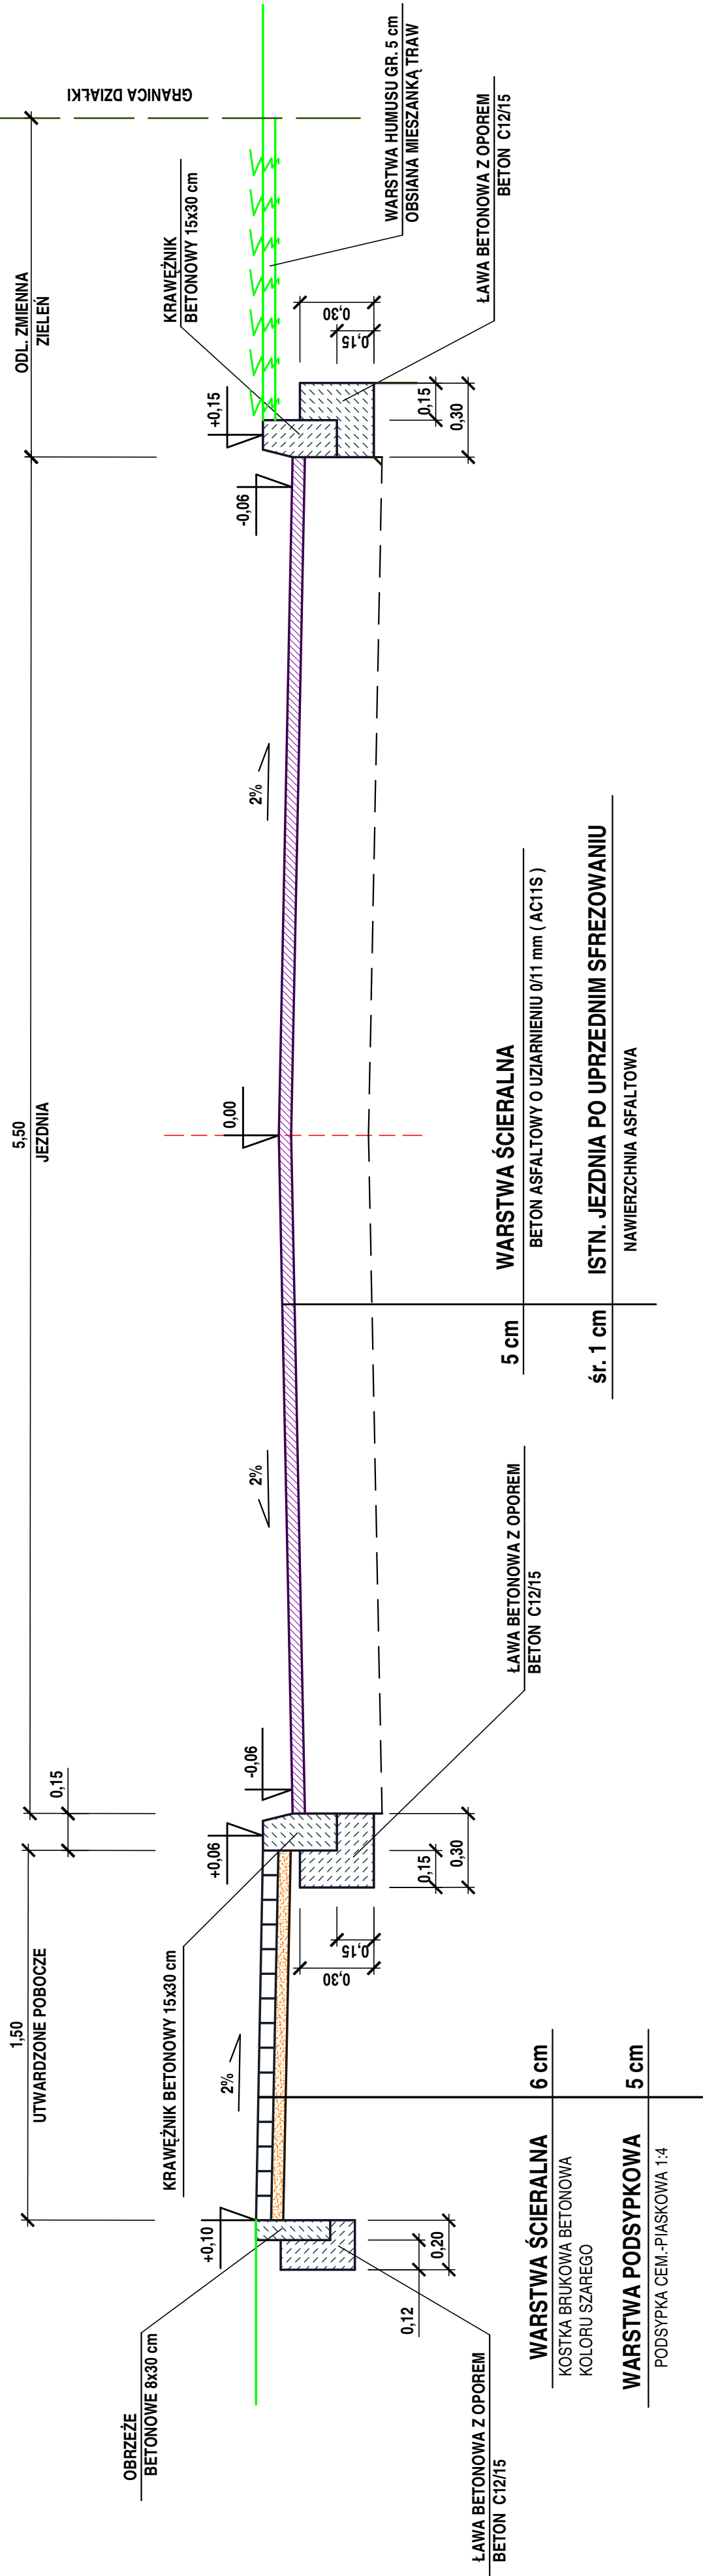 1,50
UTWARDZONE POBOCZE
0,15
5,50
JEZDNIA
ODL. ZMIENNA
ZIELEŃ
GRANICA DZIAŁKI
OBRZEŻE
BETONOWE 8x30 cm
KRAWĘŻNIK BETONOWY 15x30 cm
KRAWĘŻNIK
BETONOWY 15x30 cm
+0,10
2%
+0,06
-0,06
2%
0,00
2%
-0,06
+0,15
WARSTWA HUMUSU GR. 5 cm
OBSIANA MIESZANKĄ TRAW
0,12
0,20
0,30
0,15
0,15
0,30
0,15
0,30
0,15
0,30
ŁAWA BETONOWA Z OPOREM
BETON C12/15
ŁAWA BETONOWA Z OPOREM
BETON C12/15
ŁAWA BETONOWA Z OPOREM
BETON C12/15
WARSTWA ŚCIERALNA 6 cm
KOSTKA BRUKOWA BETONOWA
KOLORU SZAREGO
WARSTWA PODSYPKOWA 5 cm
PODSYPKA CEM.-PIASKOWA 1:4
5 cm WARSTWA ŚCIERALNA
BETON ASFALTOWY O UZIARNIENIU 0/11 mm ( AC11S )
śr. 1 cm ISTN. JEZDNIA PO UPRZEDNIM SFREZOWANIU
NAWIERZCHNIA ASFALTOWA